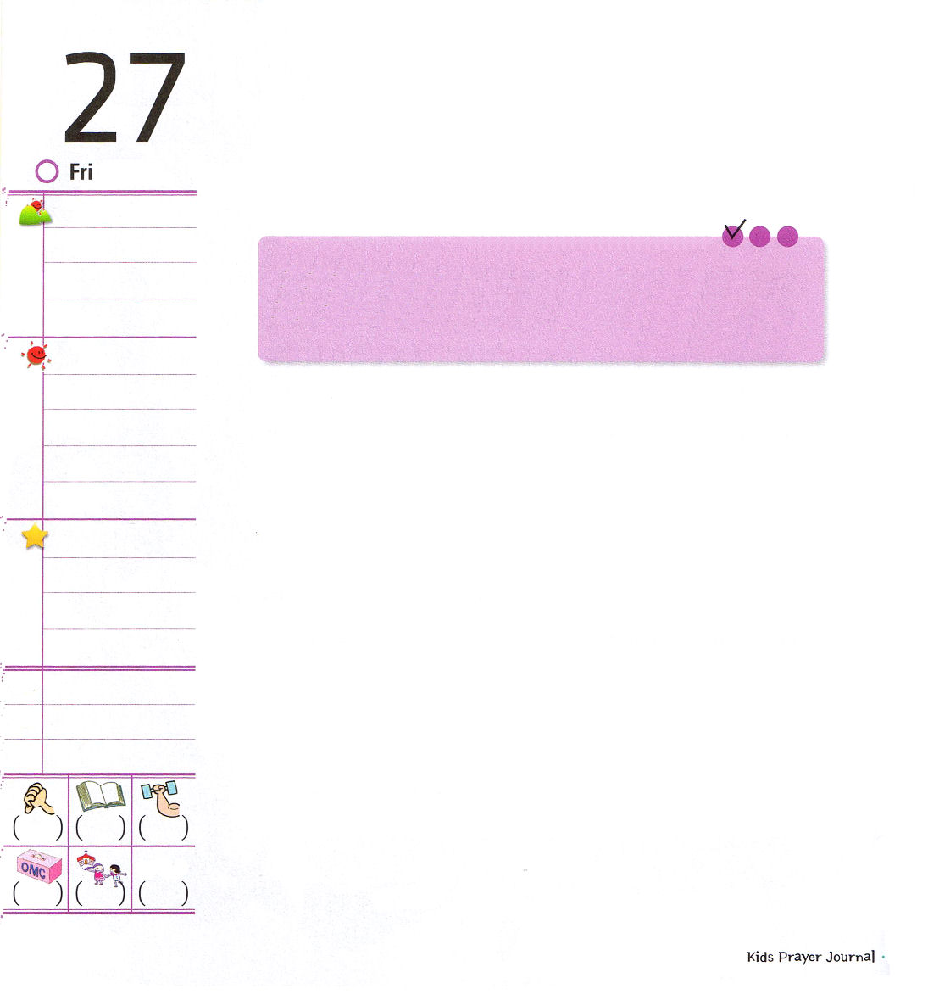 27
Fri
( ) ( ) ( )
OMC
( ) ( ) ( )
Kids Prayer Journal